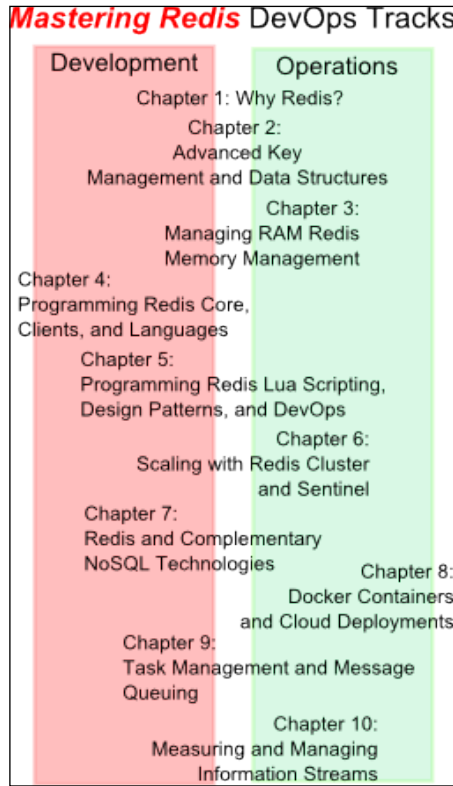 Mastering Redis DevOps Tracks
Development
Operations
Chapter 1: Why Redis?
Chapter 2:
Advanced Key
Management and Data Structures
Chapter 3:
Managing RAM Redis
Memory Management
Chapter 4:
Programming Redis Core,
Clients, and Languages
Chapter 5:
Programming Redis Lua Scripting,
Design Patterns, and DevOps
Chapter 6:
Scaling with Redis Cluster
and Sentinel
Chapter 7:
Redis and Complementary
NoSQL Technologies
Chapter 8:
Docker Containers
and Cloud Deployments
Chapter 9:
Task Management and Message
Queuing
Chapter 10:
Measuring and Managing
Information Streams